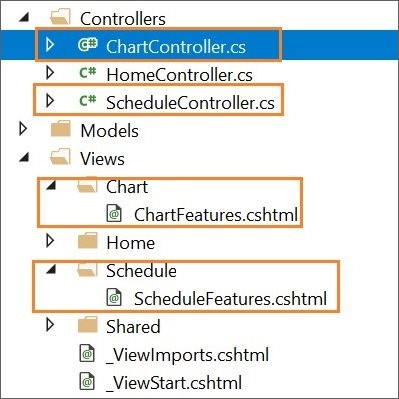 Controllers
C# ChartController.cs
C# HomeController.cs
C# ScheduleController.cs
Models
Views
Chart
@ ChartFeatures.cshtml
Home
Schedule
@ ScheduleFeatures.cshtml
Shared
@ _ViewImports.cshtml
@ _ViewStart.cshtml